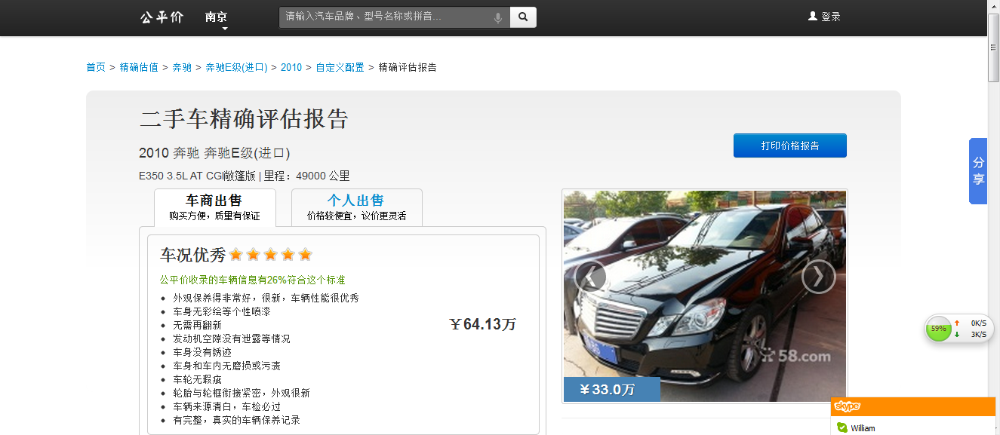 公平价
南京
请输入汽车品牌、型号名称或拼音...
登录
首页 > 精确估值 > 奔驰 > 奔驰E级(进口) > 2010 > 自定义配置 > 精确评估报告
二手车精确评估报告
2010 奔驰 奔驰E级(进口)
打印价格报告
E350 3.5L AT CGI敞篷版 | 里程：49000 公里
分享
车商出售
购买方便，质量有保证
个人出售
价格较便宜，议价更灵活
车况优秀
公平价收录的车辆信息有26%符合这个标准
外观保养得非常好，很新，车辆性能很优秀
车身无彩绘等个性喷漆
无需再翻新
发动机空隙没有泄露等情况
车身没有锈迹
车身和车内无磨损或污渍
车轮无瑕疵
轮胎与轮框衔接紧密，外观很新
车辆来源清白，车检必过
有完整，真实的车辆保养记录
￥64.13万
58.com
￥33.0万
59%
0K/S
3K/S
skype
William